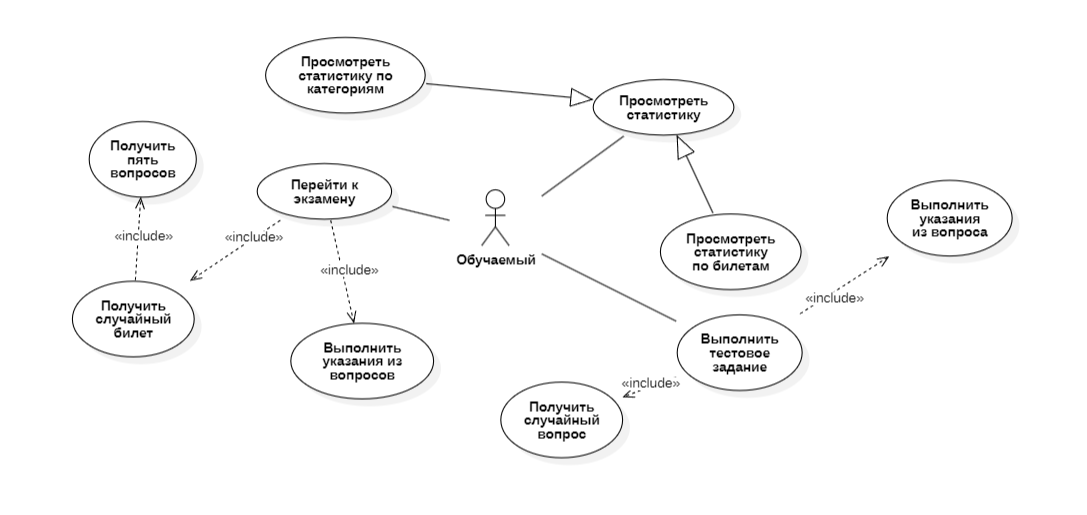 Просмотреть
статистику по
категориям
Просмотреть
статистику
Получить
пять
вопросов
Перейти к
экзамену
Выполнить
указания
из вопроса
«include»
«include»
«include»
Обучаемый
Просмотреть
статистику
по билетам
«include»
Получить
случайный
билет
Выполнить
указания из
вопросов
Выполнить
тестовое
задание
«include»
Получить
случайный
вопрос